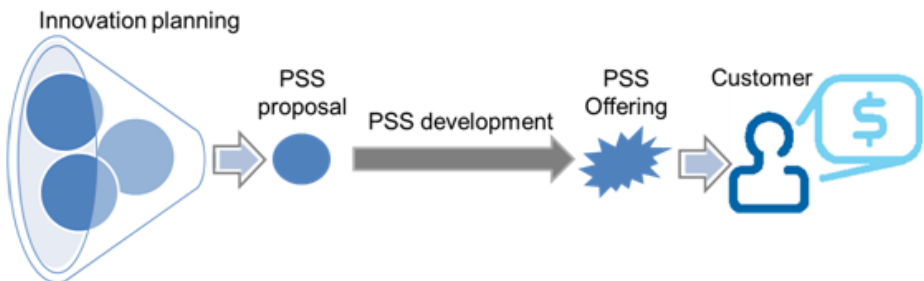 Innovation planning
PSS
proposal
PSS development
PSS
Offering
Customer
$